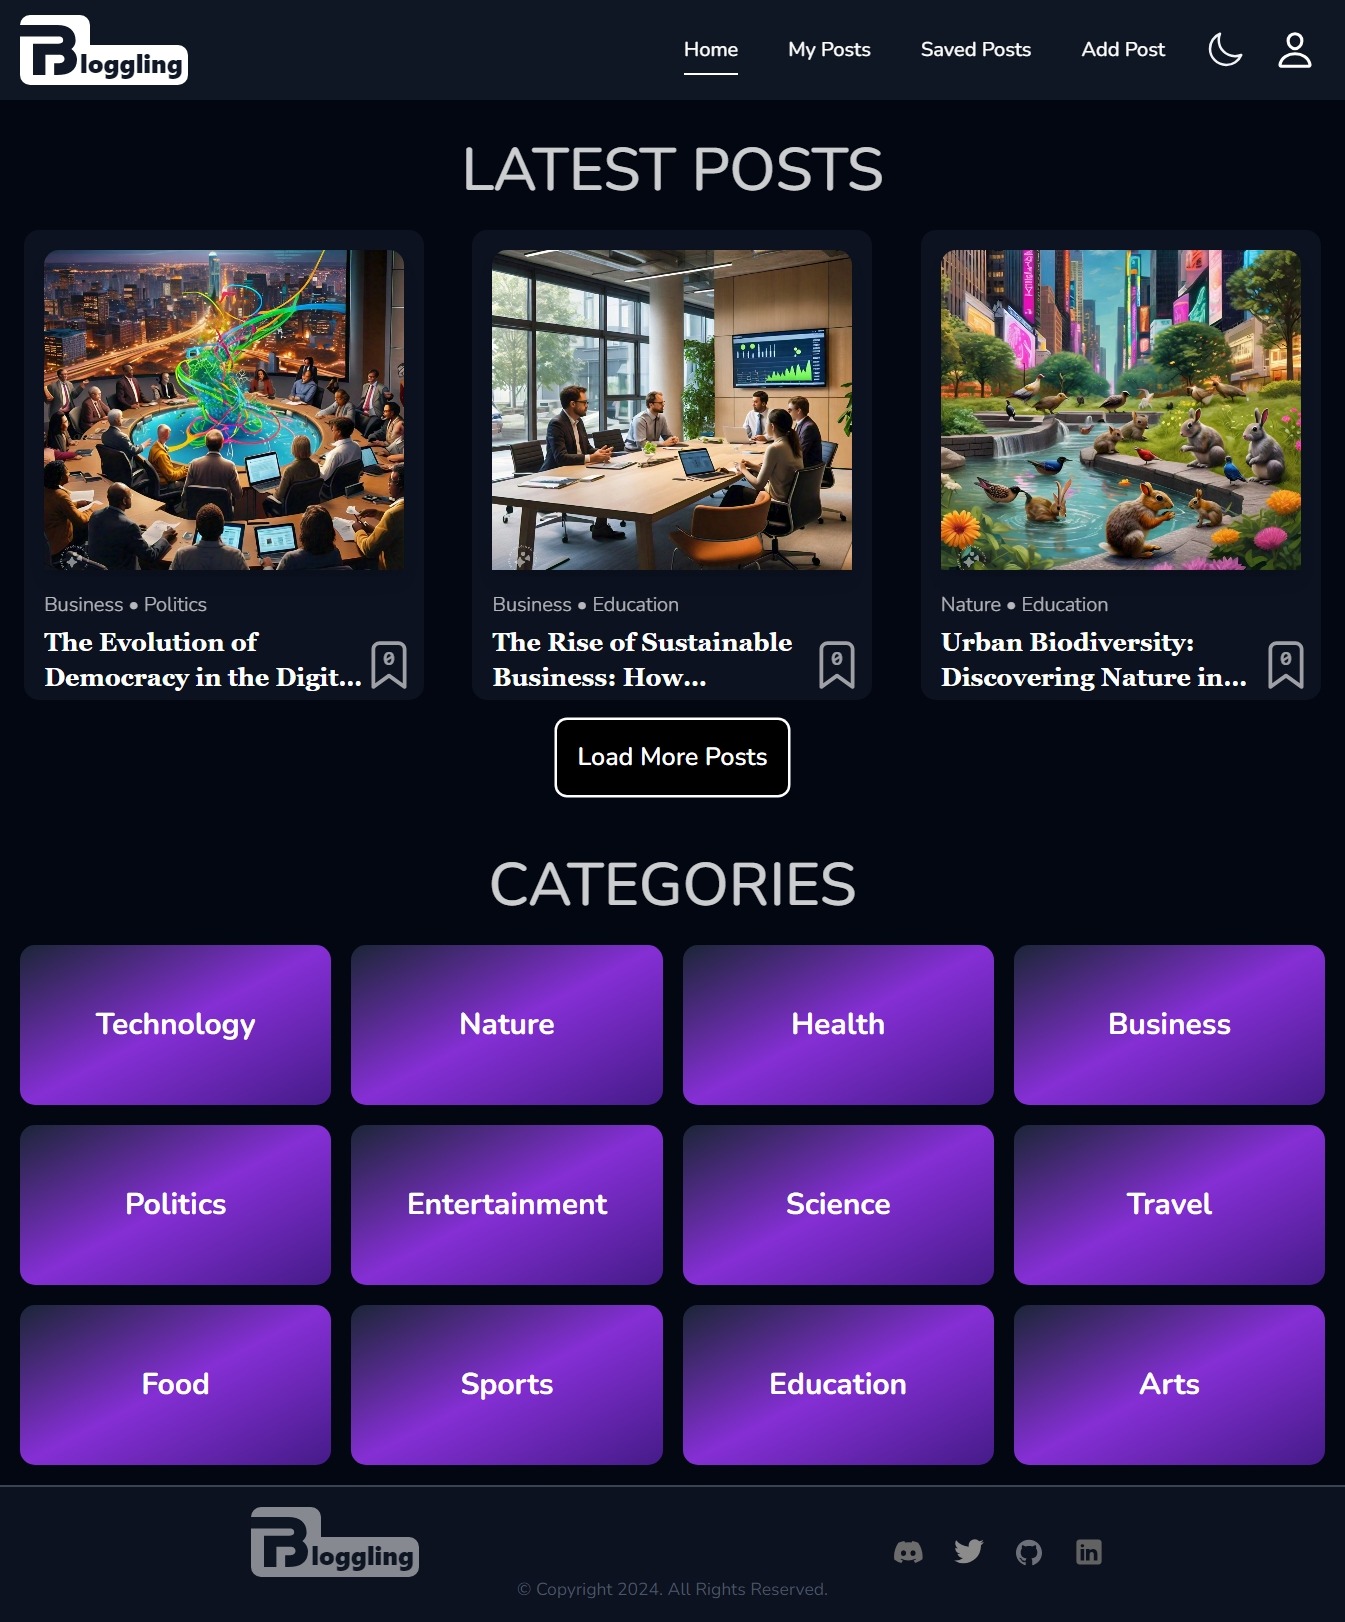 Bloggling
Home My Posts Saved Posts Add Post
LATEST POSTS
Business • Politics
The Evolution of
Democracy in the Digit...
0
Business • Education
The Rise of Sustainable
Business: How...
0
Nature • Education
Urban Biodiversity:
Discovering Nature in...
0
Load More Posts
CATEGORIES
Technology Nature Health Business
Politics Entertainment Science Travel
Food Sports Education Arts
Bloggling
in
© Copyright 2024. All Rights Reserved.